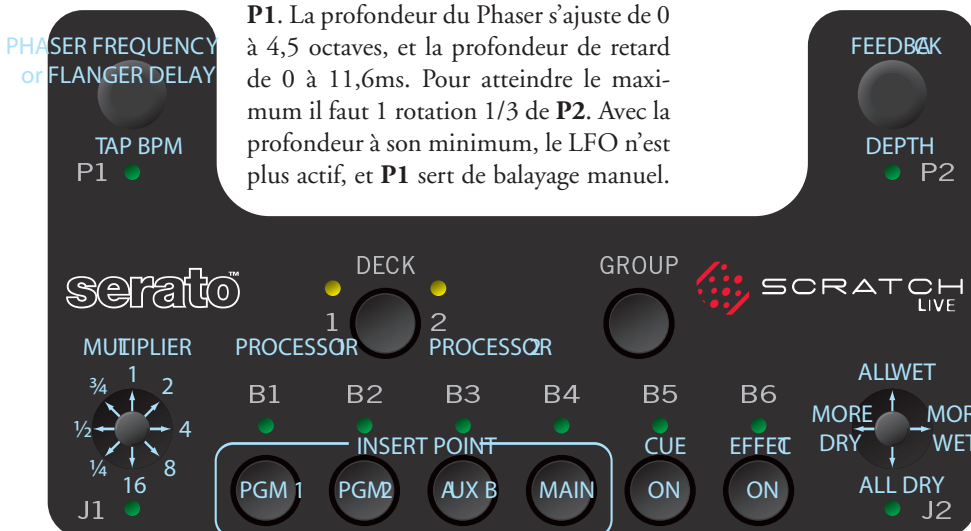 P1. La profondeur du Phaser s’ajuste de 0
à 4,5 octaves, et la profondeur de retard
de 0 à 11,6ms. Pour atteindre le maxi-
mum il faut 1 rotation 1/3 de P2. Avec la
profondeur à son minimum, le LFO n’est
plus actif, et P1 sert de balayage manuel.
PHASER FREQUENCY
or FLANGER DELAY
TAP BPM
P1
FEEDBACK
DEPTH
P2
serato™
DECK
1 2
GROUP
SCRATCH
LIVE
MULTIPLIER
PROCESSOR 1 PROCESSOR 2
¾ 1 2
½ 4
¼ 8
16
J1
B1 B2 B3 B4 B5 B6
INSERT POINT CUE EFFECT
PGM 1 PGM2 AUX B MAIN ON ON
ALL WET
MORE DRY
MOR WET
ALL DRY
J2